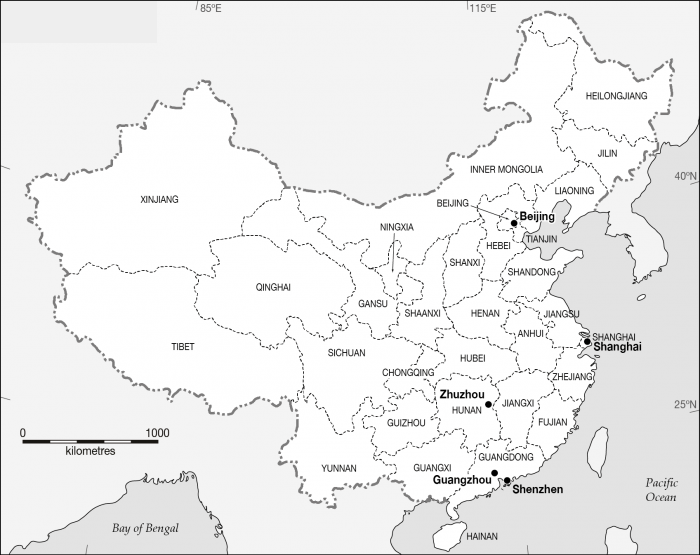 85°E
115°E
HEILONGJIANG
JILIN
INNER MONGOLIA
40°N
LIAONING
XINJIANG
BEIJING
Beijing
NINGXIA
TIANJIN
HEBEI
SHANXI
SHANDONG
QINGHAI
GANSU
SHAANXI
HENAN
JIANGSU
ANHUI
SHANGHAI
Shanghai
TIBET
SICHUAN
HUBEI
CHONGQING
ZHEJIANG
Zhuzhou
HUNAN
JIANGXI
25°N
GUIZHOU
FUJIAN
0 1000
kilometres
GUANGDONG
YUNNAN
GUANGXI
Guangzhou
Shenzhen
Pacific
Ocean
Bay of Bengal
HAINAN